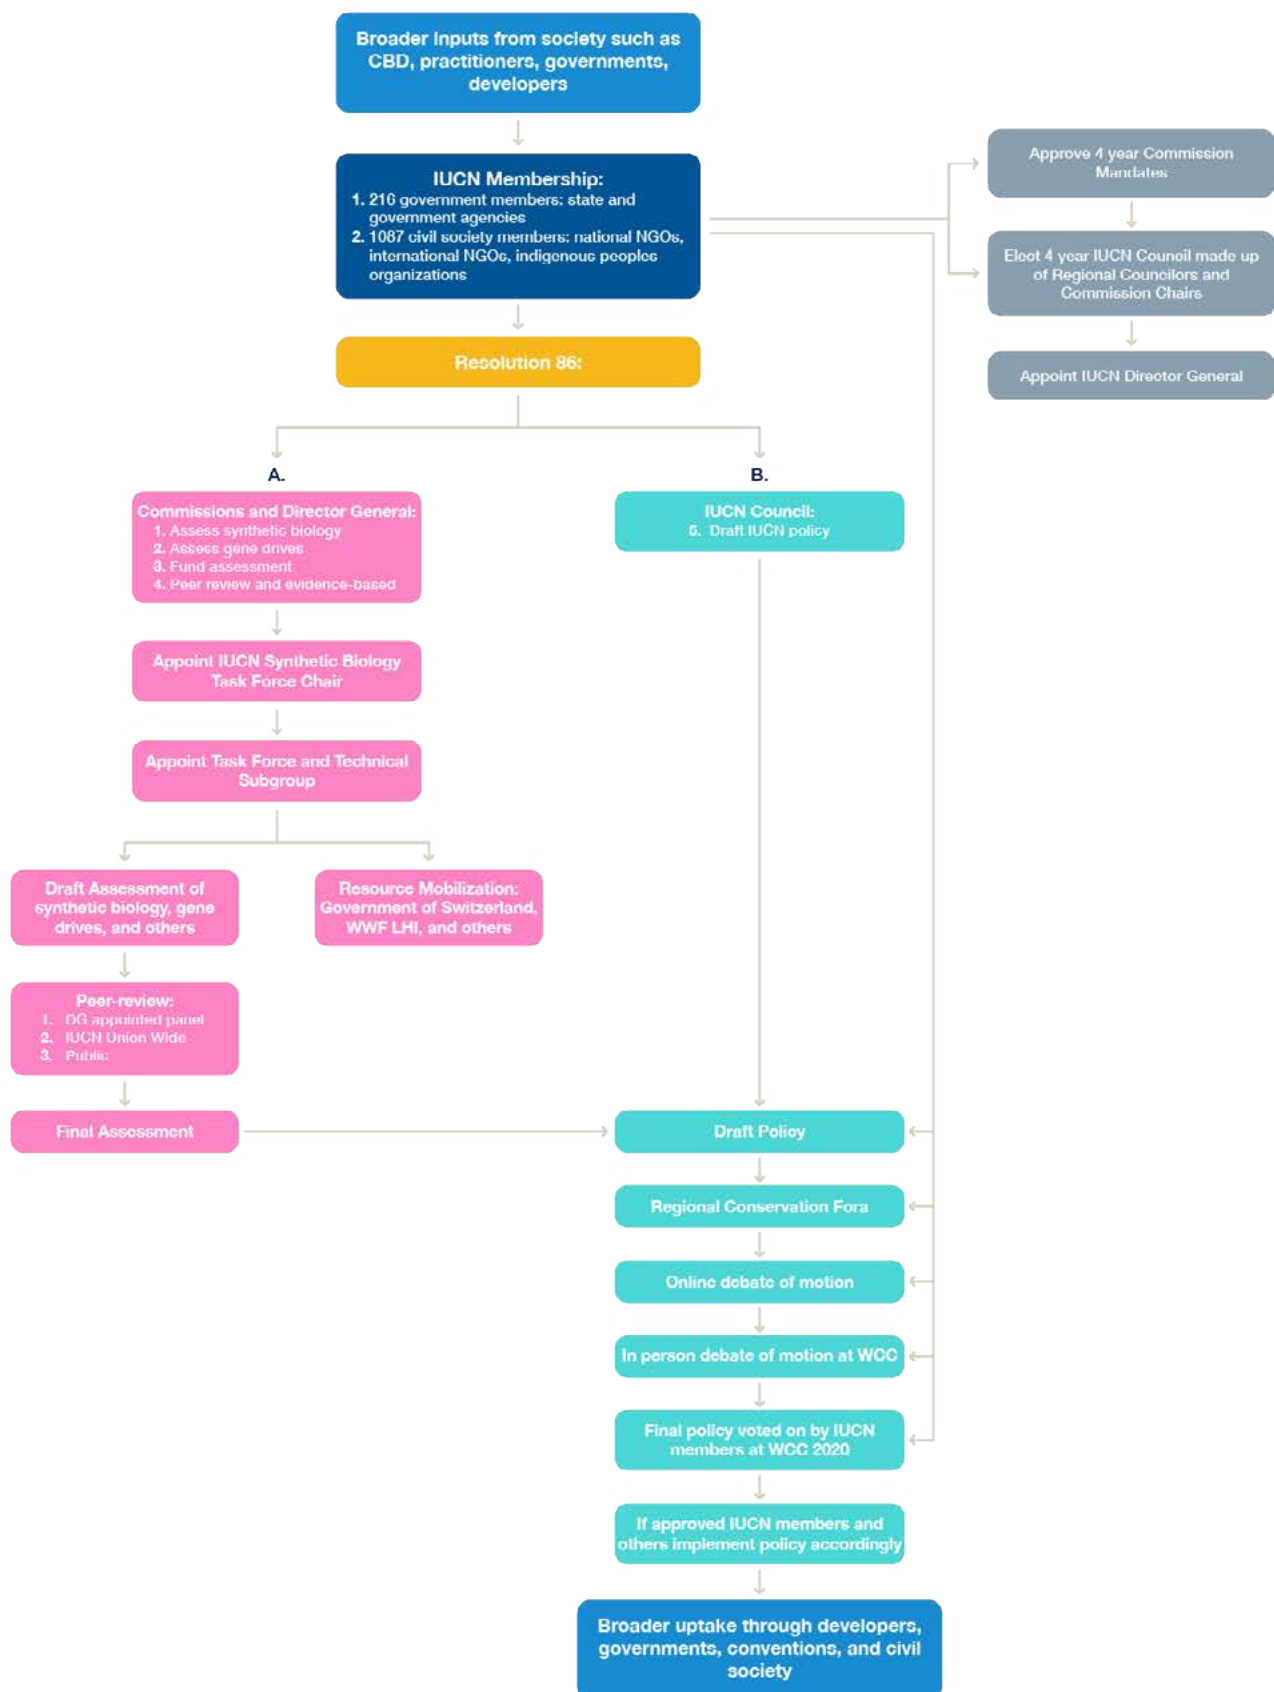 Broader inputs from society such as
CBD, practitioners, governments,
developers
IUCN Membership:
1. 216 government members: state and
government agencies
2. 1087 civil society members: national NGOs,
international NGOs, indigenous peoples
organizations
Approve 4 year Commission
Mandates
Elect 4 year IUCN Council made up
of Regional Councilors and
Commission Chairs
Appoint IUCN Director General
Resolution 86:
A.
Commissions and Director General:
1. Assess synthetic biology
2. Assess gene drives
3. Fund assessment
4. Peer review and evidence-based
B.
IUCN Council:
5. Draft IUCN policy
Appoint IUCN Synthetic Biology
Task Force Chair
Appoint Task Force and Technical
Subgroup
Draft Assessment of
synthetic biology, gene
drives, and others
Resource Mobilization:
Government of Switzerland,
WWF LHI, and others
Peer-review:
1. DG appointed panel
2. IUCN Union Wide
3. Public
Final Assessment
Draft Policy
Regional Conservation Fora
Online debate of motion
In person debate of motion at WCC
Final policy voted on by IUCN
members at WCC 2020
If approved IUCN members and
others implement policy accordingly
Broader uptake through developers,
governments, conventions, and civil
society